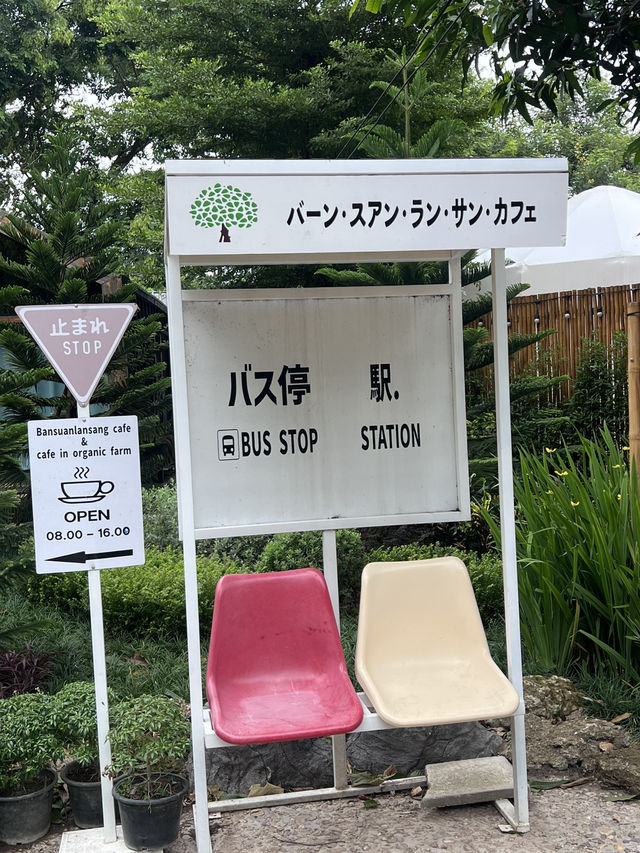 バーン・スアン・ラン・サン・カフェ
バス停 駅.
BUS STOP STATION
止まれ
STOP
Bansuanlansang cafe
&
cafe in organic farm
OPEN
08.00 - 16.00